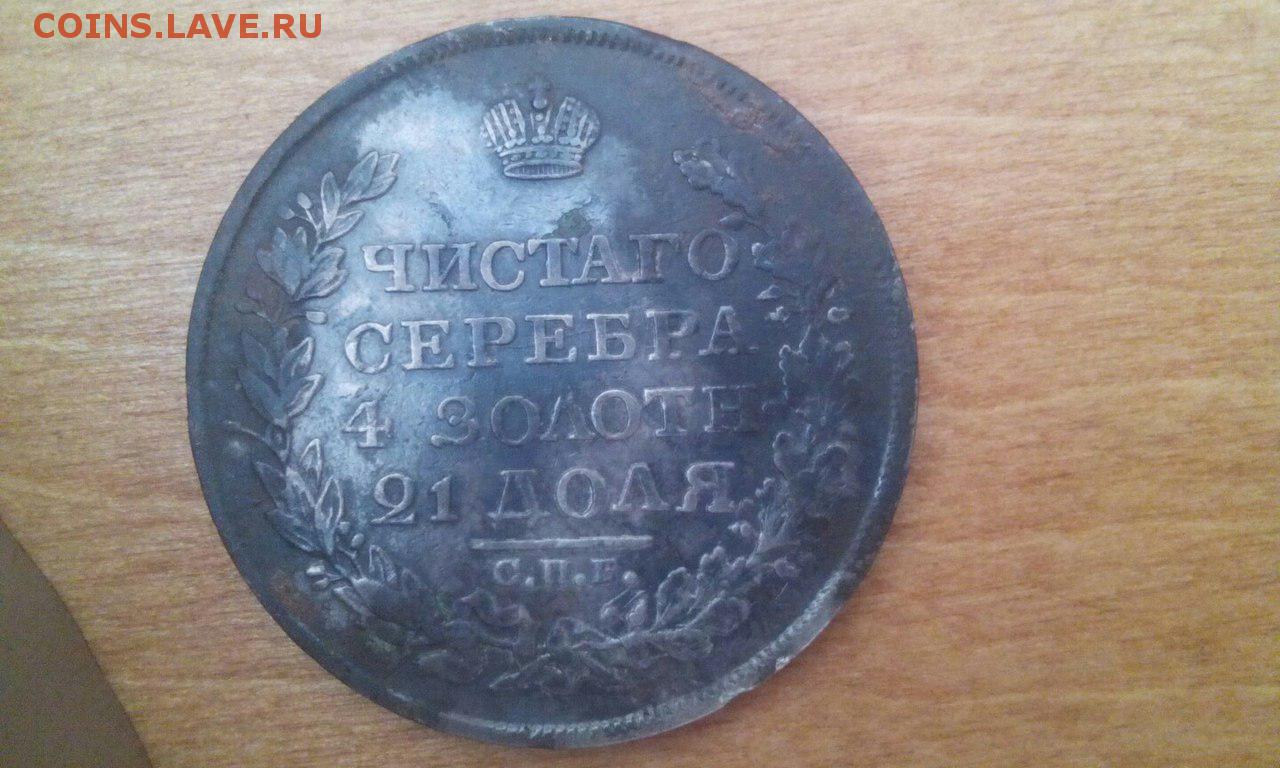 COINS.LAVE.RU
ЧИСТАГО
СЕРЕБРА
4 ЗОЛОТН
21 ДОЛЯ
С.П.Б.